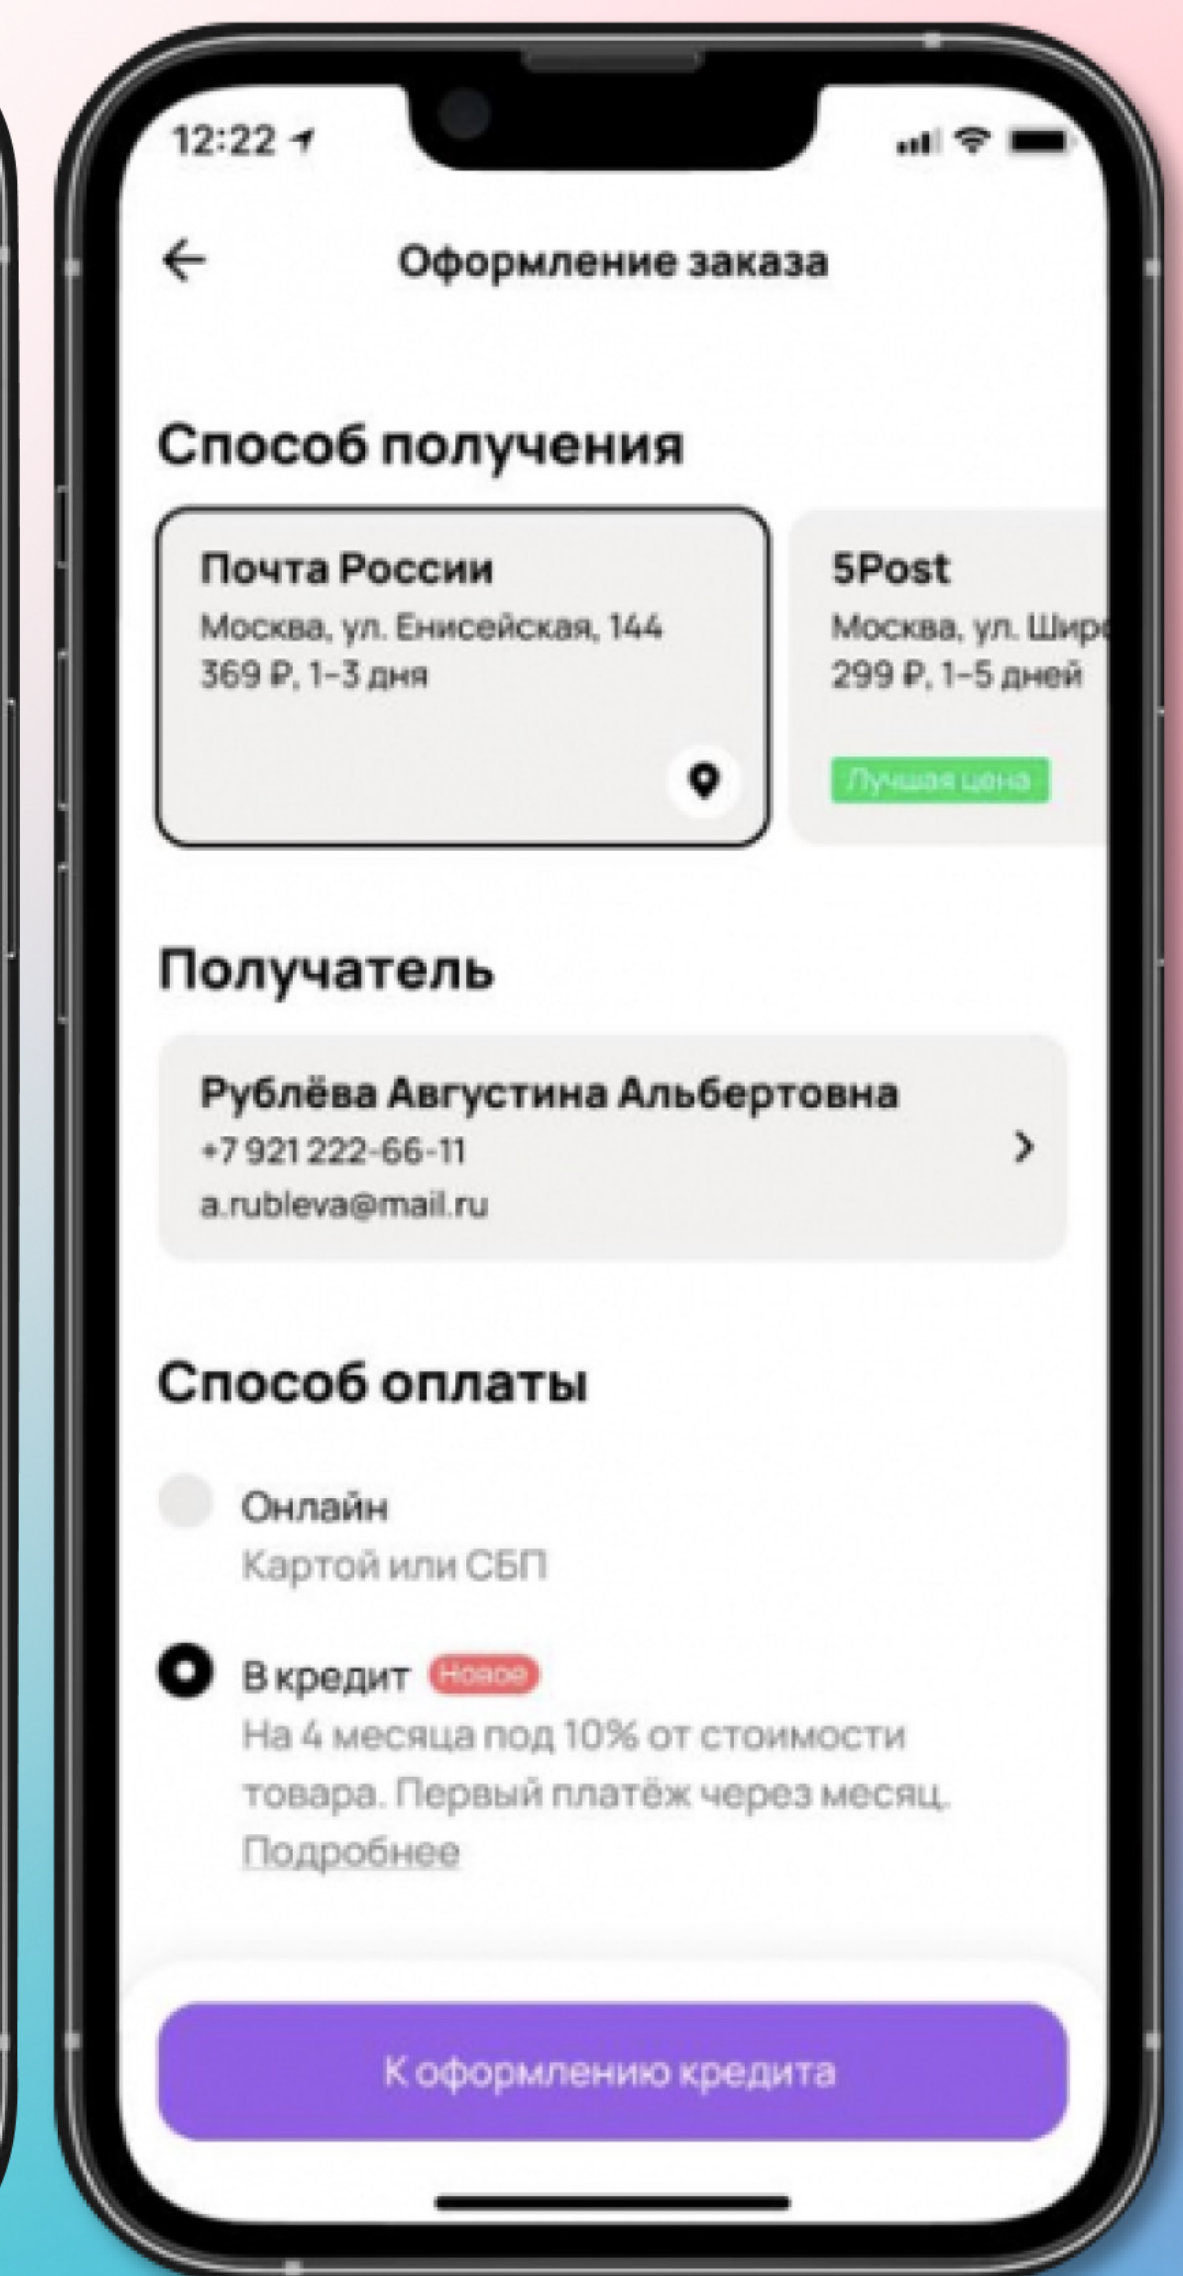 12:22
Оформление заказа
Способ получения
Почта России
Москва, ул. Енисейская, 144
369 ₽, 1–3 дня
5Post
Москва, ул. Широ
299 ₽, 1–5 дней
Лучшая цена
Получатель
Рублёва Августина Альбертовна
+7 921 222-66-11
a.rubleva@mail.ru
Способ оплаты
Онлайн
Картой или СБП
В кредит Новое
На 4 месяца под 10% от стоимости
товара. Первый платёж через месяц.
Подробнее
К оформлению кредита